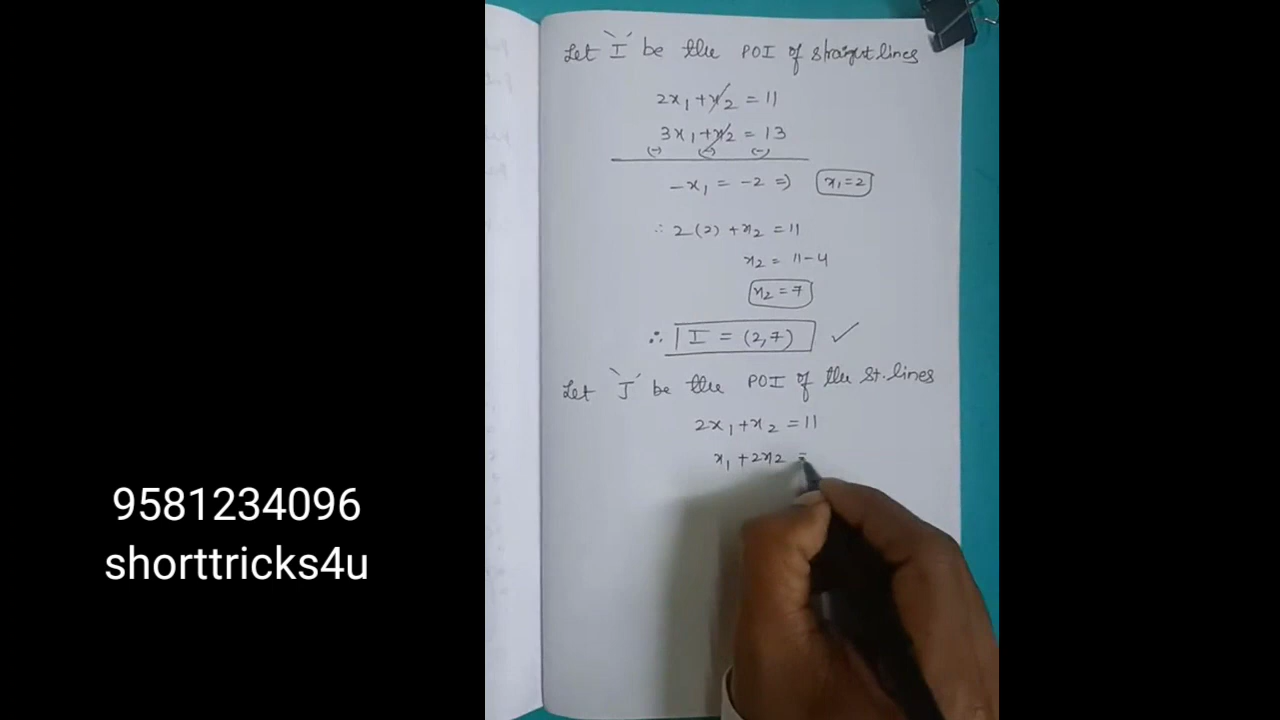 Let 'I' be the POI of straight lines
2x₁ + x₂ = 11
3x₁ + x₂ = 13
(-) (-) (-)
-x₁ = -2 ⇒ x₁ = 2
∴ 2(2) + x₂ = 11
x₂ = 11-4
x₂ = 7
∴ I = (2,7) ✓
Let 'J' be the POI of the st. lines
2x₁ + x₂ = 11
x₁ + 2x₂ =
9581234096
shorttricks4u